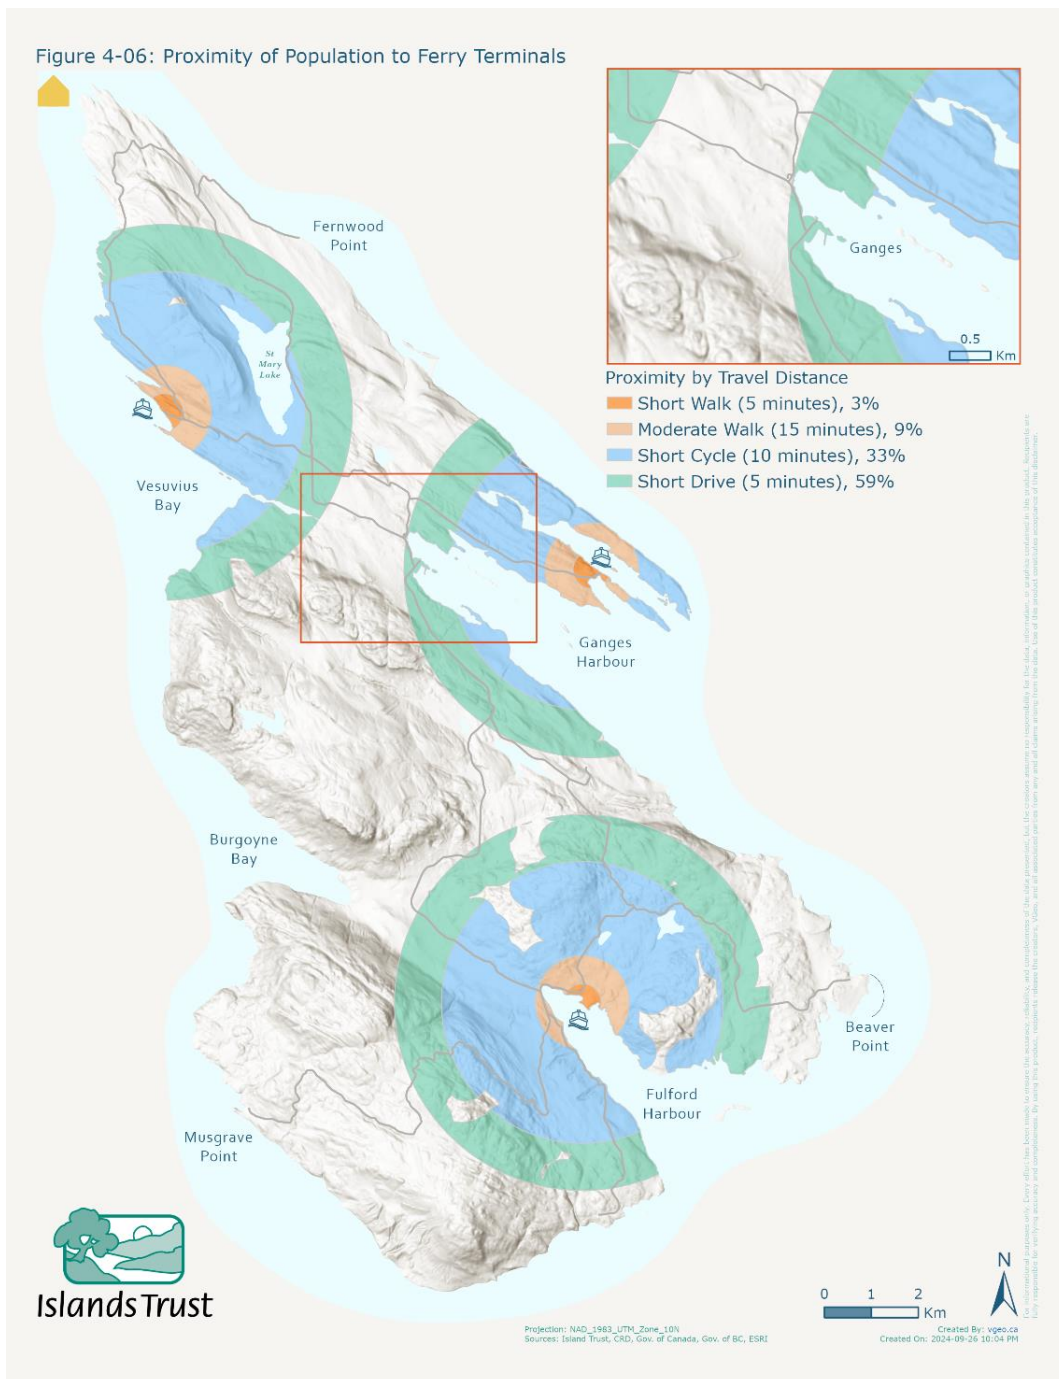 Figure 4-06: Proximity of Population to Ferry Terminals
Fernwood
Point
Ganges
0.5
Km
St
Mary
Lake
Proximity by Travel Distance
Short Walk (5 minutes), 3%
Moderate Walk (15 minutes), 9%
Short Cycle (10 minutes), 33%
Short Drive (5 minutes), 59%
Vesuvius
Bay
Ganges
Harbour
Burgoyne
Bay
Beaver
Point
Fulford
Harbour
Musgrave
Point
Islands Trust
N
0 1 2
Km
Projection: NAD_1983_UTM_Zone_10N
Sources: Island Trust, CRD, Gov. of Canada, Gov. of BC, ESRI
Created By: vgeo.ca
Created On: 2024-09-26 10:04 PM